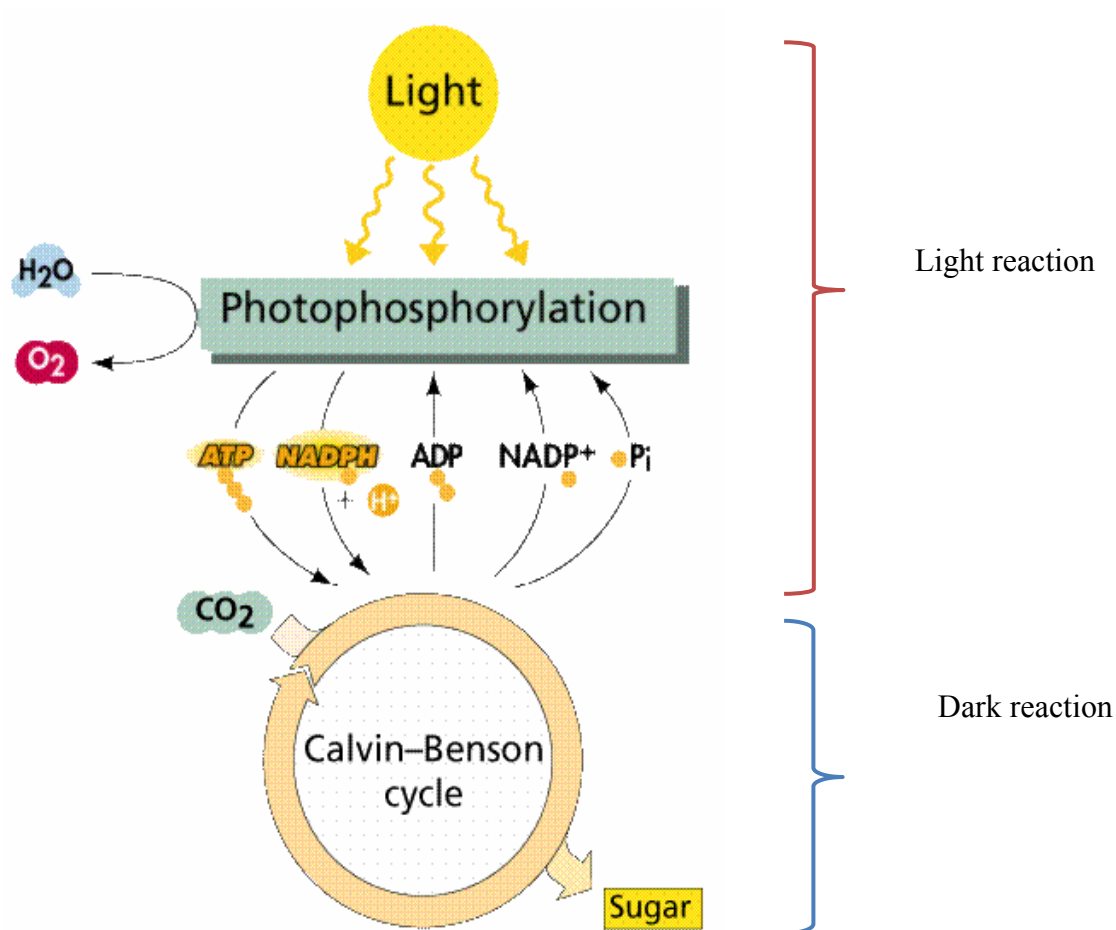 Light
Light reaction
H2O
Photophosphorylation
O2
ATP
NADPH
+ H+
ADP
NADP+
Pi
CO2
Dark reaction
Calvin–Benson
cycle
Sugar